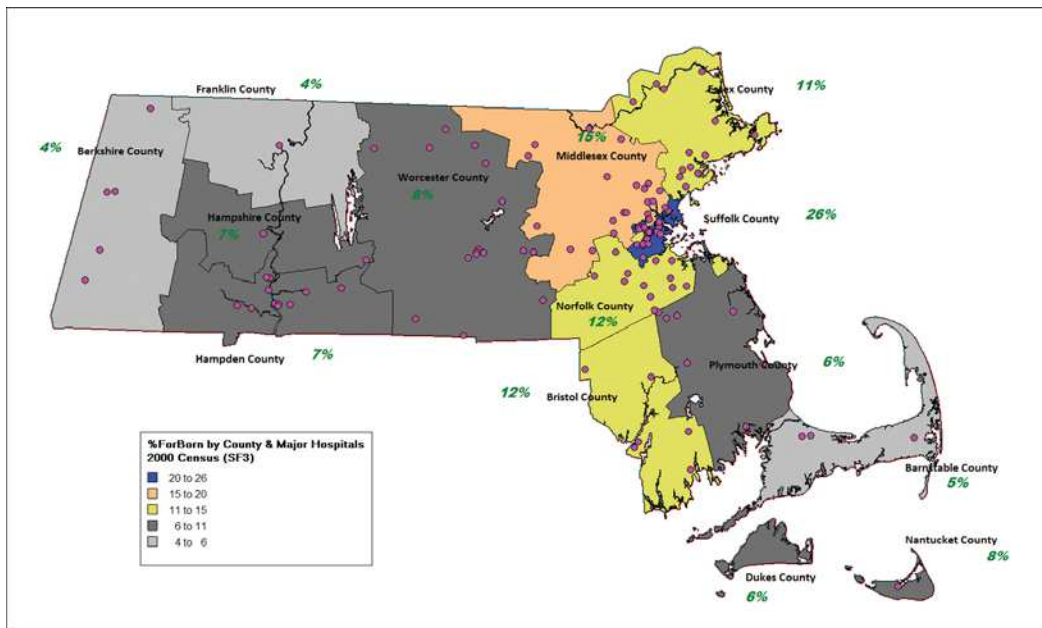 4%
11%
Franklin County
Essex County
4%
15%
Berkshire County
Middlesex County
Worcester County
8%
26%
Hampshire County
Suffolk County
7%
Norfolk County
12%
Hampden County
7%
6%
Plymouth County
12%
Bristol County
%ForBorn by County & Major Hospitals
2000 Census (SF3)
20 to 26
15 to 20
11 to 15
6 to 11
4 to 6
Barnstable County
5%
Nantucket County
8%
Dukes County
6%